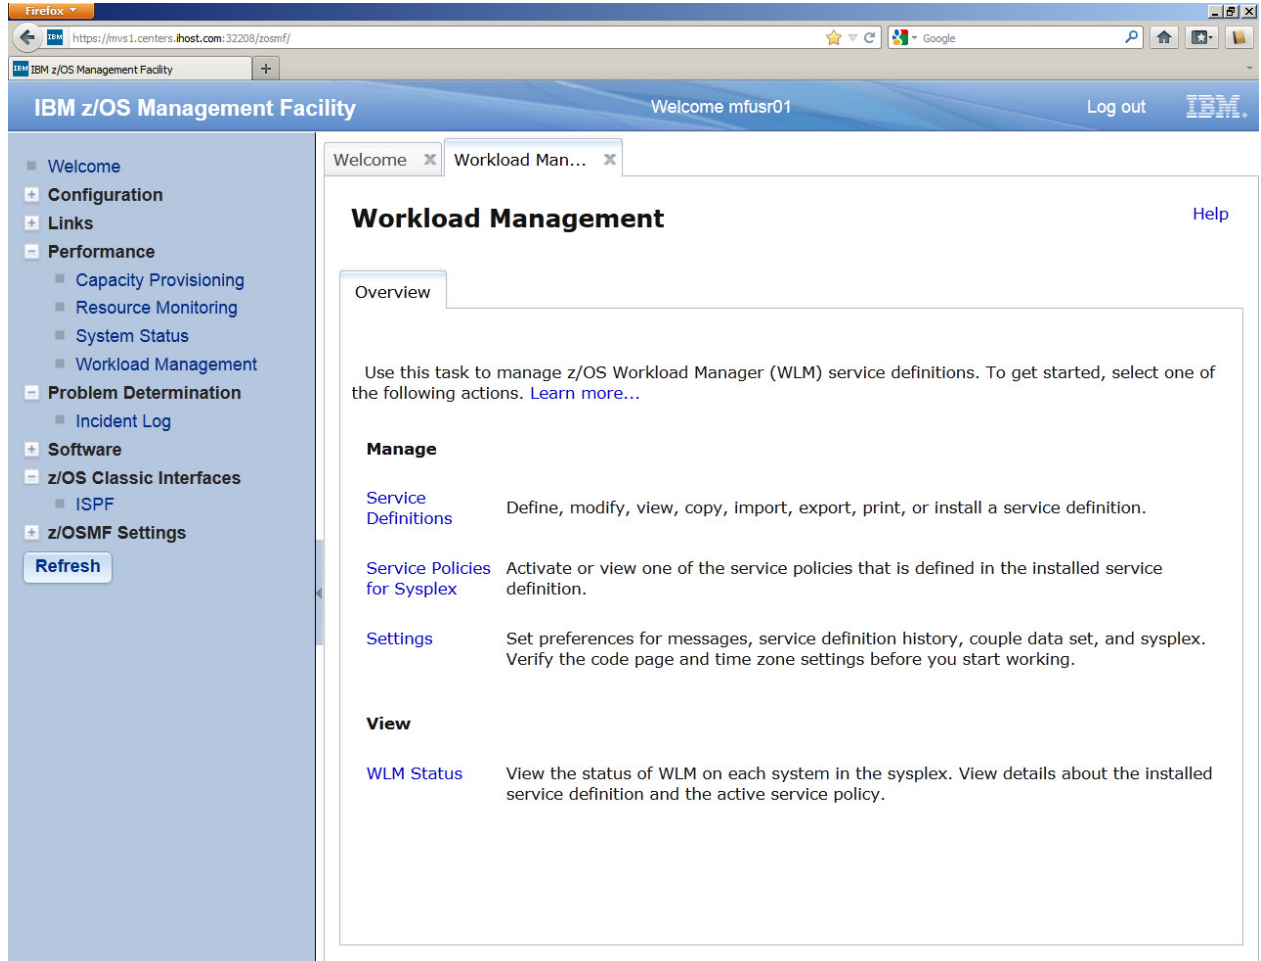 Firefox
https://mvs1.centers.ihost.com:32208/zosmf/
Google
IBM IBM z/OS Management Facility
IBM z/OS Management Facility
Welcome mfusr01
Log out
IBM.
Welcome
Configuration
Links
Performance
Capacity Provisioning
Resource Monitoring
System Status
Workload Management
Problem Determination
Incident Log
Software
z/OS Classic Interfaces
ISPF
z/OSMF Settings
Refresh
Welcome
Workload Man...
Workload Management
Help
Overview
Use this task to manage z/OS Workload Manager (WLM) service definitions. To get started, select one of
the following actions. Learn more...
Manage
Service
Definitions
Define, modify, view, copy, import, export, print, or install a service definition.
Service Policies
for Sysplex
Activate or view one of the service policies that is defined in the installed service
definition.
Settings
Set preferences for messages, service definition history, couple data set, and sysplex.
Verify the code page and time zone settings before you start working.
View
WLM Status
View the status of WLM on each system in the sysplex. View details about the installed
service definition and the active service policy.